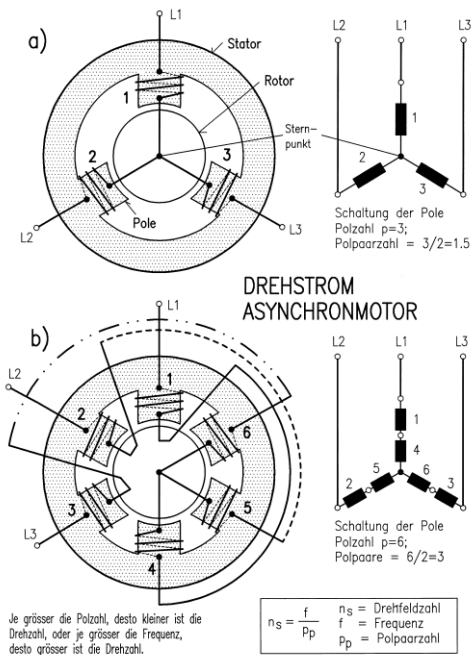 a)
L1
Stator
1
Rotor
Stern-
punkt
2
3
Pole
L2
L3
L2
L1
L3
1
2
3
Schaltung der Pole
Polzahl p=3;
Polpaarzahl = 3/2=1.5
DREHSTROM
ASYNCHRONMOTOR
b)
L1
L2
L3
1
2
6
3
5
4
L2
L1
L3
1
4
2
5
6
3
Schaltung der Pole
Polzahl p=6;
Polpaare = 6/2=3
Je grösser die Polzahl, desto kleiner ist die
Drehzahl, oder je grösser die Frequenz,
desto grösser ist die Drehzahl.
nS = f / pp
nS = Drehfeldzahl
f = Frequenz
pp = Polpaarzahl